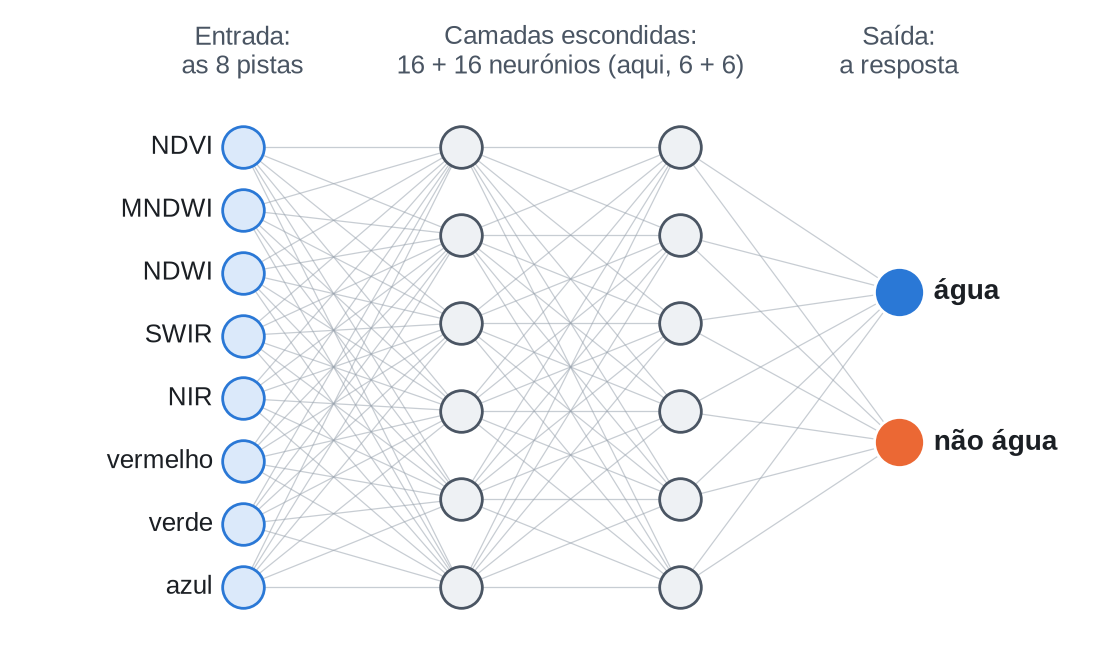 Entrada:
as 8 pistas
Camadas escondidas:
16 + 16 neurónios (aqui, 6 + 6)
Saída:
a resposta
NDVI
MNDWI
NDWI
SWIR
NIR
vermelho
verde
azul
água
não água